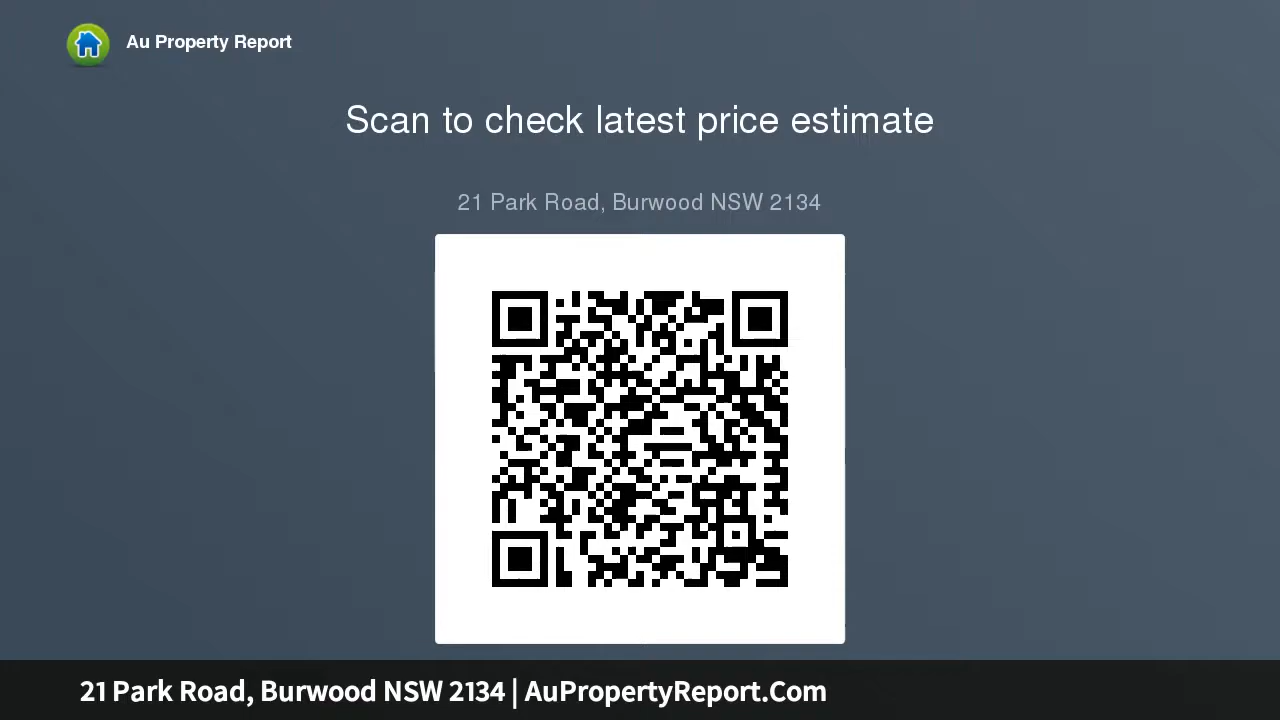 Au Property Report
Scan to check latest price estimate
21 Park Road, Burwood NSW 2134
21 Park Road, Burwood NSW 2134 | AuPropertyReport.Com